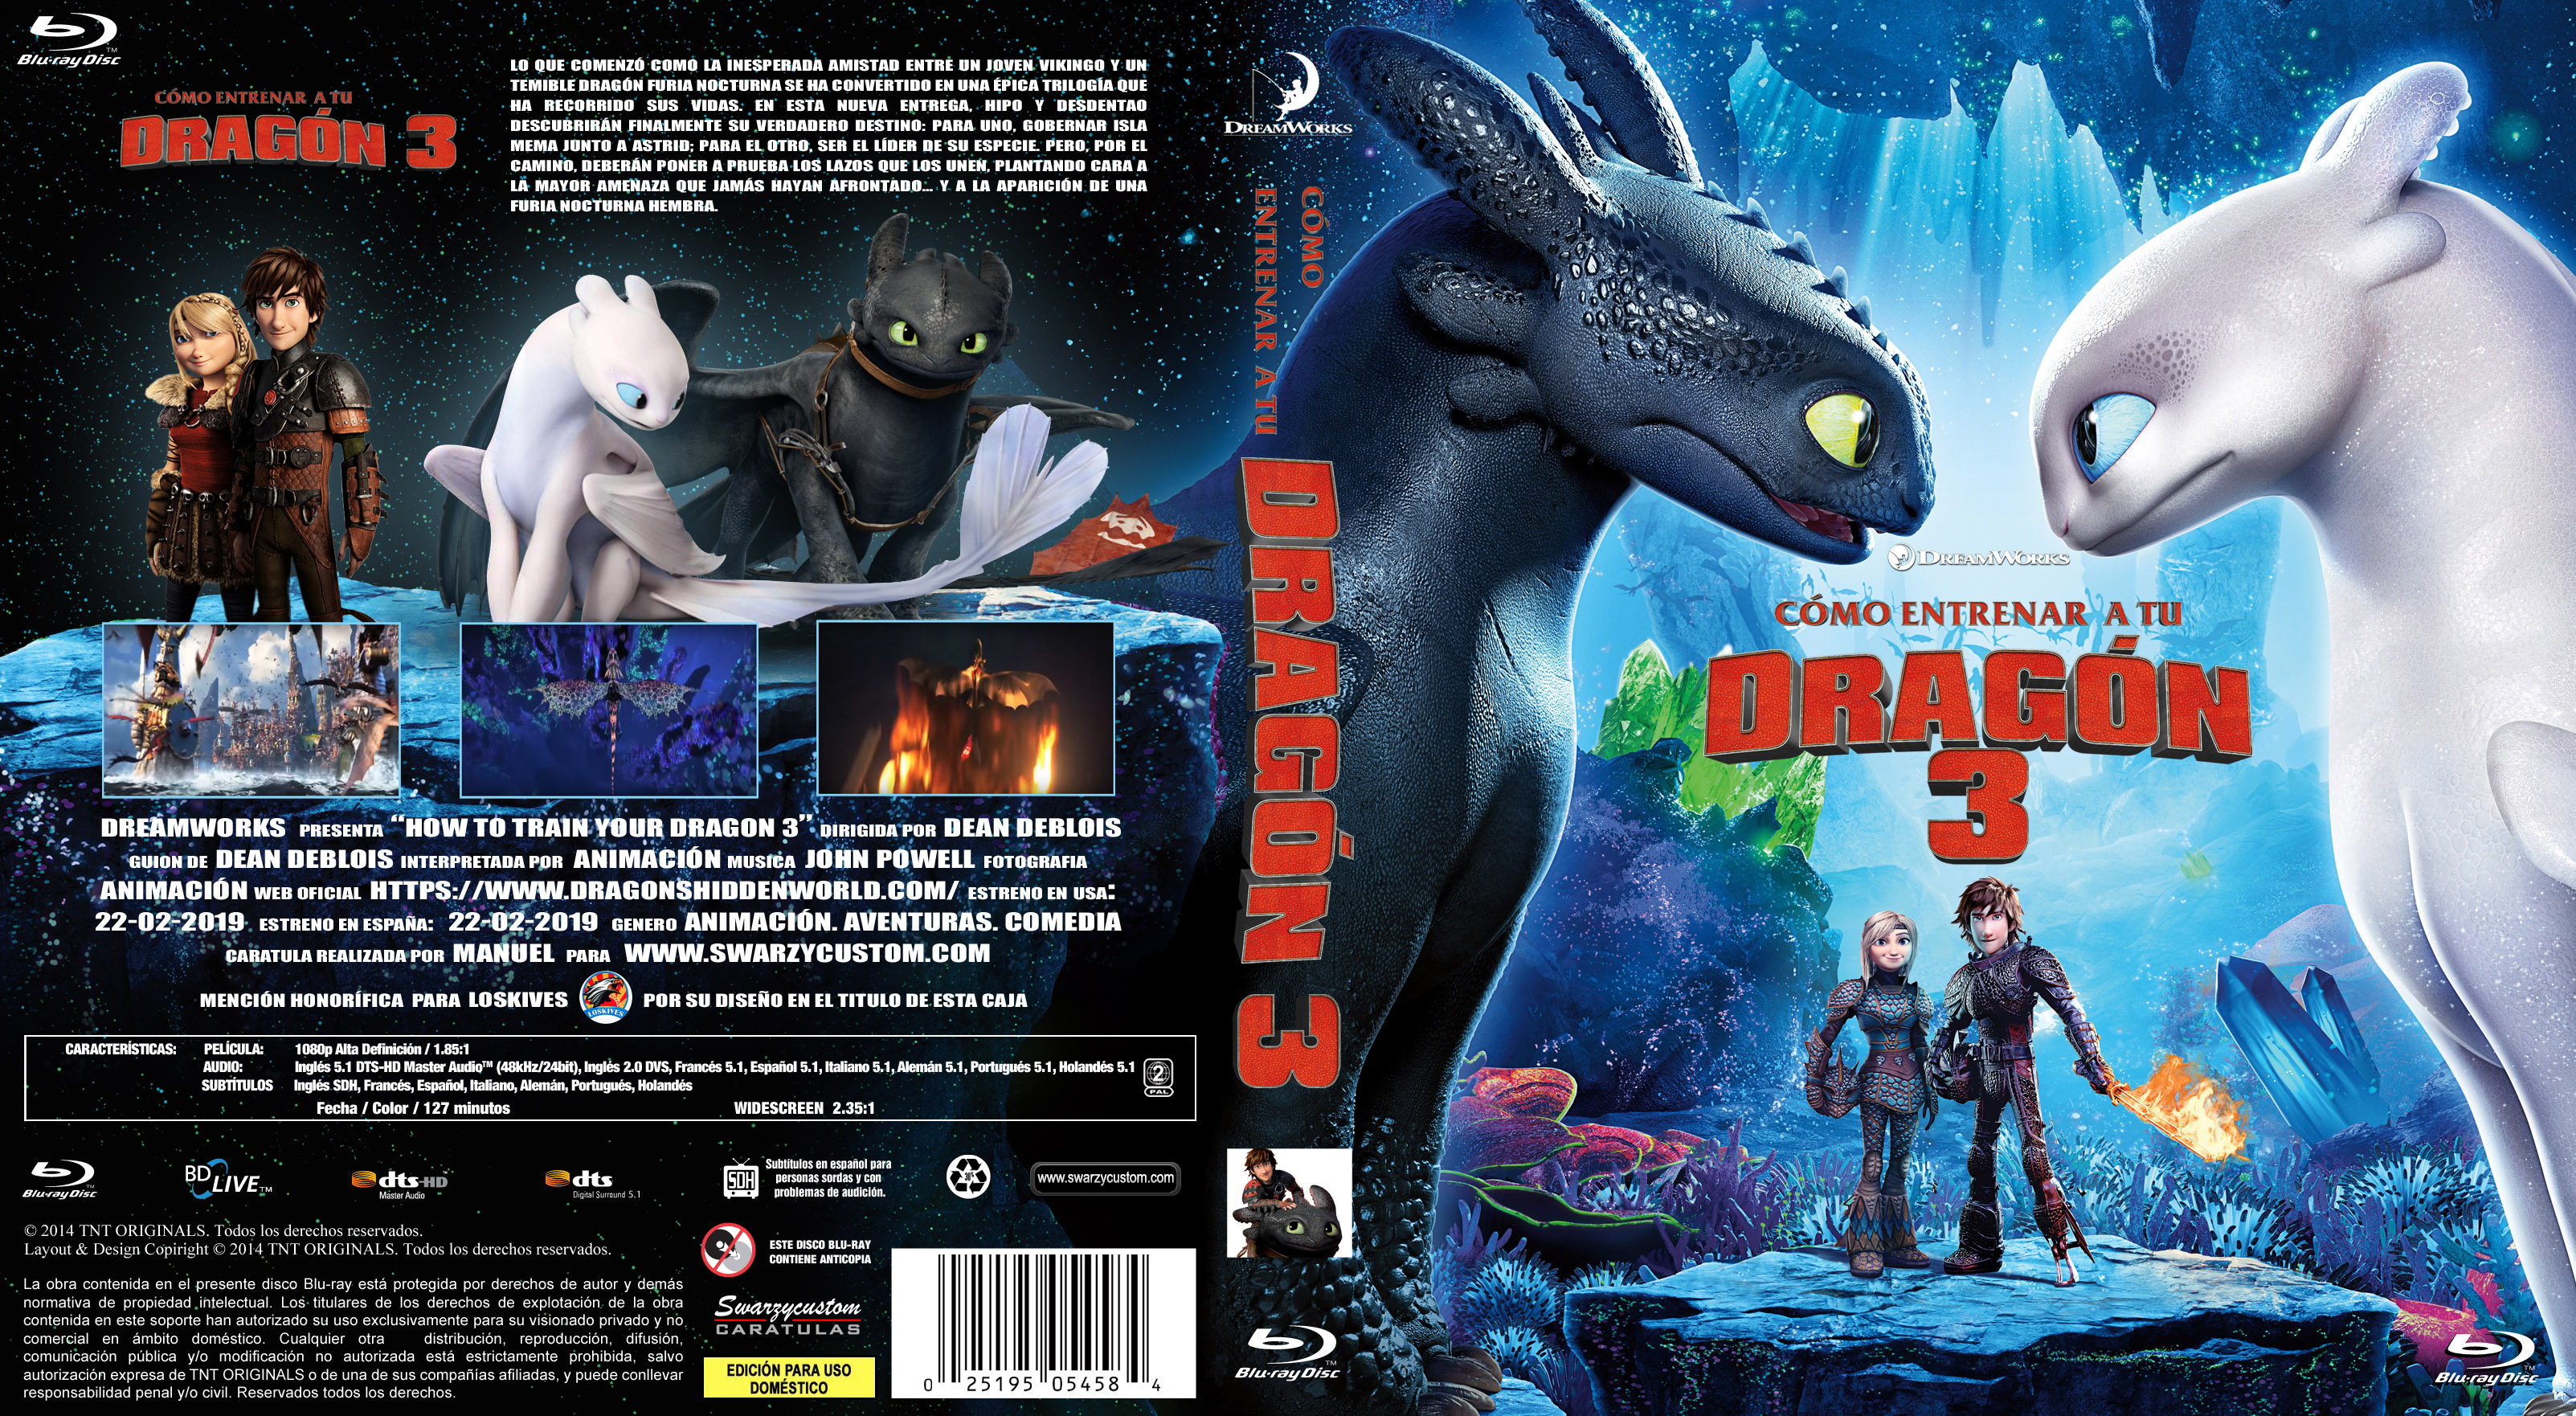 Blu-ray Disc
CÓMO ENTRENAR A TU
DRAGÓN 3
LO QUE COMENZÓ COMO LA INESPERADA AMISTAD ENTRE UN JOVEN VIKINGO Y UN
TEMIBLE DRAGÓN FURIA NOCTURNA SE HA CONVERTIDO EN UNA ÉPICA TRILOGÍA QUE
HA RECORRIDO SUS VIDAS. EN ESTA NUEVA ENTREGA, HIPO Y DESDENTAO
DESCUBRIRÁN FINALMENTE SU VERDADERO DESTINO: PARA UNO, GOBERNAR ISLA
MEMA JUNTO A ASTRID; PARA EL OTRO, SER EL LÍDER DE SU ESPECIE. PERO, POR EL
CAMINO, DEBERÁN PONER A PRUEBA LOS LAZOS QUE LOS UNEN, PLANTANDO CARA A
LA MAYOR AMENAZA QUE JAMÁS HAYAN AFRONTADO... Y A LA APARICIÓN DE UNA
FURIA NOCTURNA HEMBRA.
DREAMWORKS PRESENTA “HOW TO TRAIN YOUR DRAGON 3” DIRIGIDA POR DEAN DEBLOIS
GUION DE DEAN DEBLOIS INTERPRETADA POR ANIMACIÓN MUSICA JOHN POWELL FOTOGRAFIA
ANIMACIÓN WEB OFICIAL HTTPS://WWW.DRAGONSHIDDENWORLD.COM/ ESTRENO EN USA:
22-02-2019 ESTRENO EN ESPAÑA: 22-02-2019 GENERO ANIMACIÓN. AVENTURAS. COMEDIA
CARATULA REALIZADA POR MANUEL PARA WWW.SWARZYCUSTOM.COM
MENCIÓN HONORÍFICA PARA LOSKIVES LOSKIVES POR SU DISEÑO EN EL TITULO DE ESTA CAJA
CARACTERÍSTICAS: PELÍCULA: 1080p Alta Definición / 1.85:1
AUDIO: Inglés 5.1 DTS-HD Master Audio™ (48kHz/24bit), Inglés 2.0 DVS, Francés 5.1, Español 5.1, Italiano 5.1, Alemán 5.1, Portugués 5.1, Holandés 5.1
SUBTÍTULOS Inglés SDH, Francés, Español, Italiano, Alemán, Portugués, Holandés
Fecha / Color / 127 minutos WIDESCREEN 2.35:1
2
PAL
Blu-ray Disc
BD LIVE™
dts-HD
Master Audio
dts
Digital Surround 5.1
SDH
Subtítulos en español para
personas sordas y con
problemas de audición.
www.swarzycustom.com
© 2014 TNT ORIGINALS. Todos los derechos reservados.
Layout & Design Copiright © 2014 TNT ORIGINALS. Todos los derechos reservados.
La obra contenida en el presente disco Blu-ray está protegida por derechos de autor y demás
normativa de propiedad intelectual. Los titulares de los derechos de explotación de la obra
contenida en este soporte han autorizado su uso exclusivamente para su visionado privado y no
comercial en ámbito doméstico. Cualquier otra distribución, reproducción, difusión,
comunicación pública y/o modificación no autorizada está estrictamente prohibida, salvo
autorización expresa de TNT ORIGINALS o de una de sus compañías afiliadas, y puede conllevar
responsabilidad penal y/o civil. Reservados todos los derechos.
ESTE DISCO BLU-RAY
CONTIENE ANTICOPIA
Swarzycustom
CARATULAS
EDICIÓN PARA USO
DOMÉSTICO
0 25195 05458 4
DREAMWORKS
CÓMO
ENTRENAR A TU
DRAGÓN 3
Blu-ray Disc
DREAMWORKS
CÓMO ENTRENAR A TU
DRAGÓN
3
Blu-ray Disc